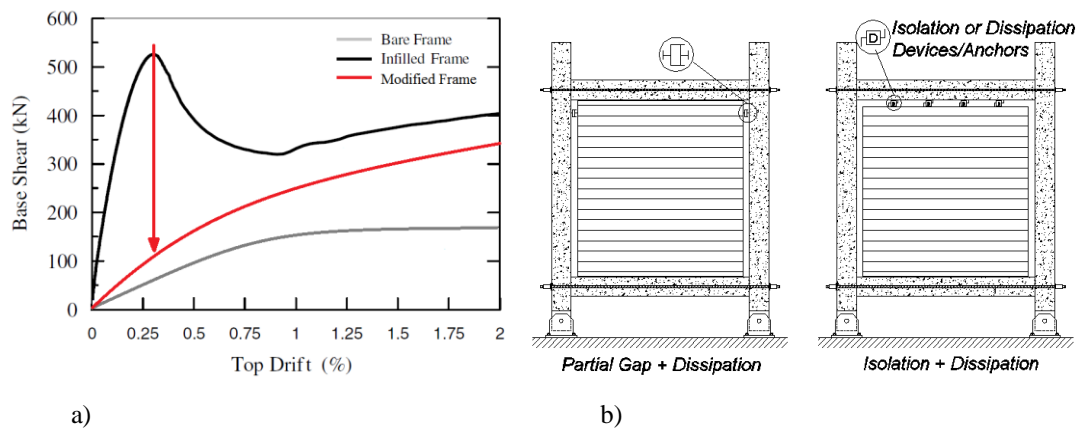 600
500
400
300
200
100
0
Base Shear (kN)
Bare Frame
Infilled Frame
Modified Frame
0 0.25 0.5 0.75 1 1.25 1.5 1.75 2
Top Drift (%)
a)
D
Isolation or Dissipation
Devices/Anchors
Partial Gap + Dissipation
Isolation + Dissipation
b)